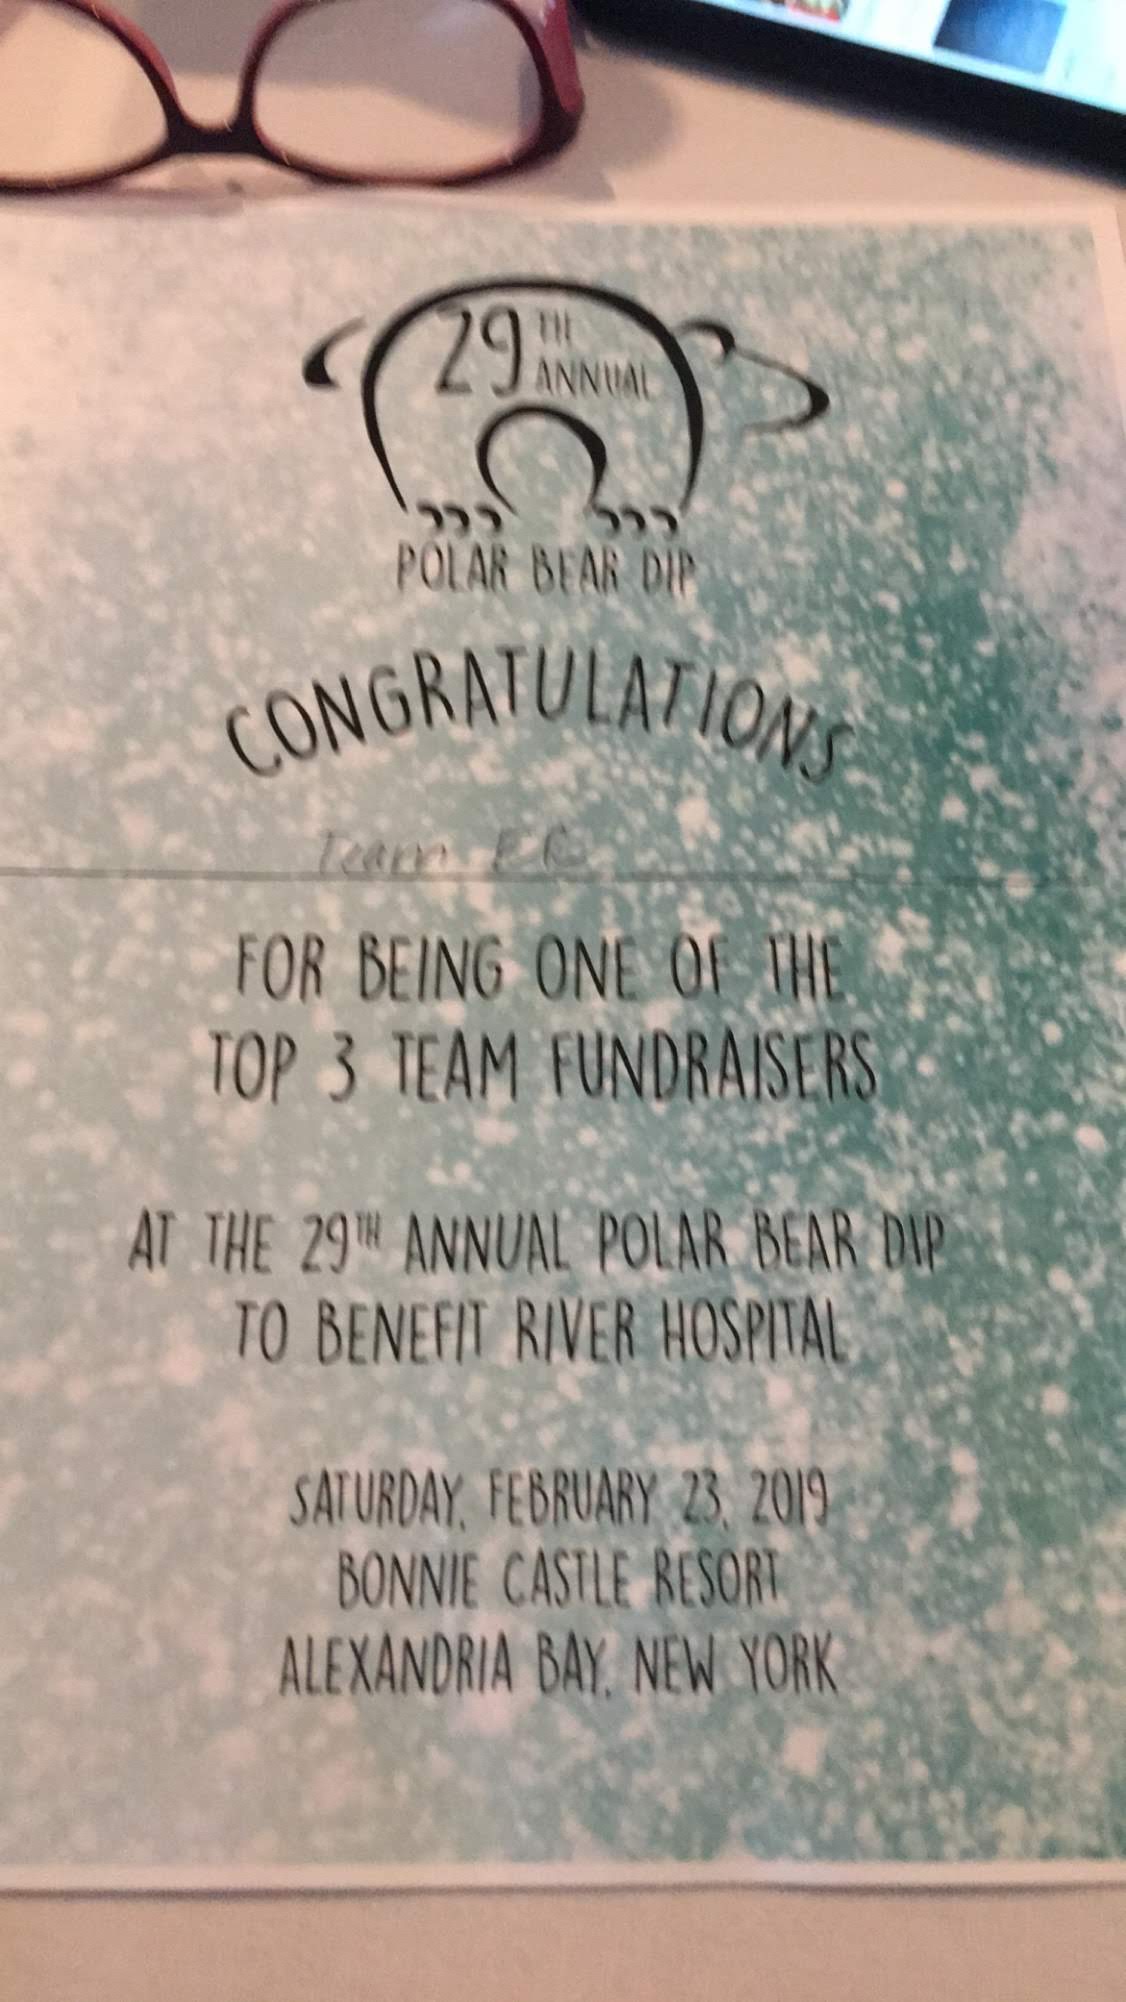 29TH
ANNUAL
POLAR BEAR DIP
CONGRATULATIONS
Team
FOR BEING ONE OF THE
TOP 3 TEAM FUNDRAISERS
AT THE 29TH ANNUAL POLAR BEAR DIP
TO BENEFIT RIVER HOSPITAL
SATURDAY, FEBRUARY 23, 2019
BONNIE CASTLE RESORT
ALEXANDRIA BAY, NEW YORK